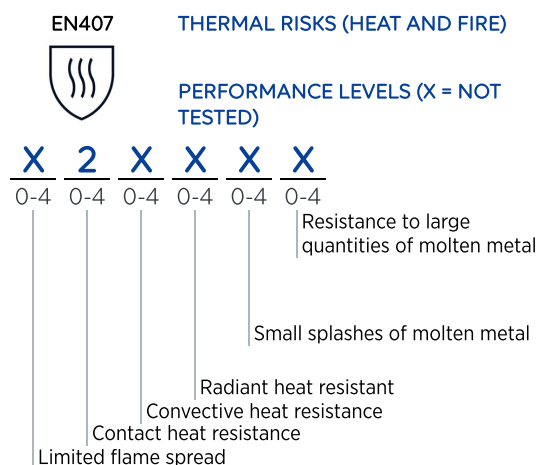 EN407
THERMAL RISKS (HEAT AND FIRE)
PERFORMANCE LEVELS (X = NOT
TESTED)
X 2 X X X X
0-4 0-4 0-4 0-4 0-4 0-4
Resistance to large
quantities of molten metal
Small splashes of molten metal
Radiant heat resistant
Convective heat resistance
Contact heat resistance
Limited flame spread